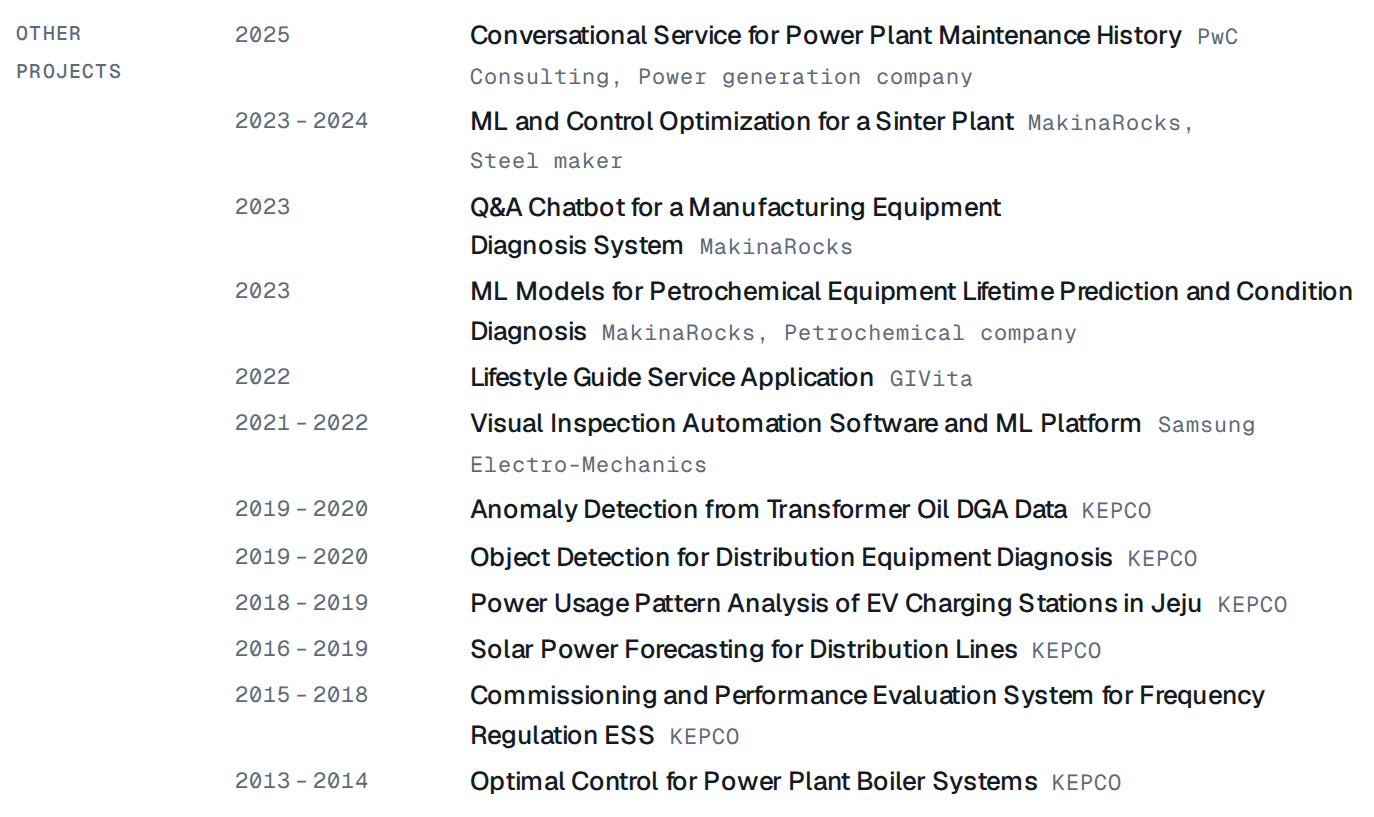 OTHER
PROJECTS
2025 Conversational Service for Power Plant Maintenance History PwC
Consulting, Power generation company
2023 – 2024 ML and Control Optimization for a Sinter Plant MakinaRocks,
Steel maker
2023 Q&A Chatbot for a Manufacturing Equipment
Diagnosis System MakinaRocks
2023 ML Models for Petrochemical Equipment Lifetime Prediction and Condition
Diagnosis MakinaRocks, Petrochemical company
2022 Lifestyle Guide Service Application GIVita
2021 – 2022 Visual Inspection Automation Software and ML Platform Samsung
Electro-Mechanics
2019 – 2020 Anomaly Detection from Transformer Oil DGA Data KEPCO
2019 – 2020 Object Detection for Distribution Equipment Diagnosis KEPCO
2018 – 2019 Power Usage Pattern Analysis of EV Charging Stations in Jeju KEPCO
2016 – 2019 Solar Power Forecasting for Distribution Lines KEPCO
2015 – 2018 Commissioning and Performance Evaluation System for Frequency
Regulation ESS KEPCO
2013 – 2014 Optimal Control for Power Plant Boiler Systems KEPCO